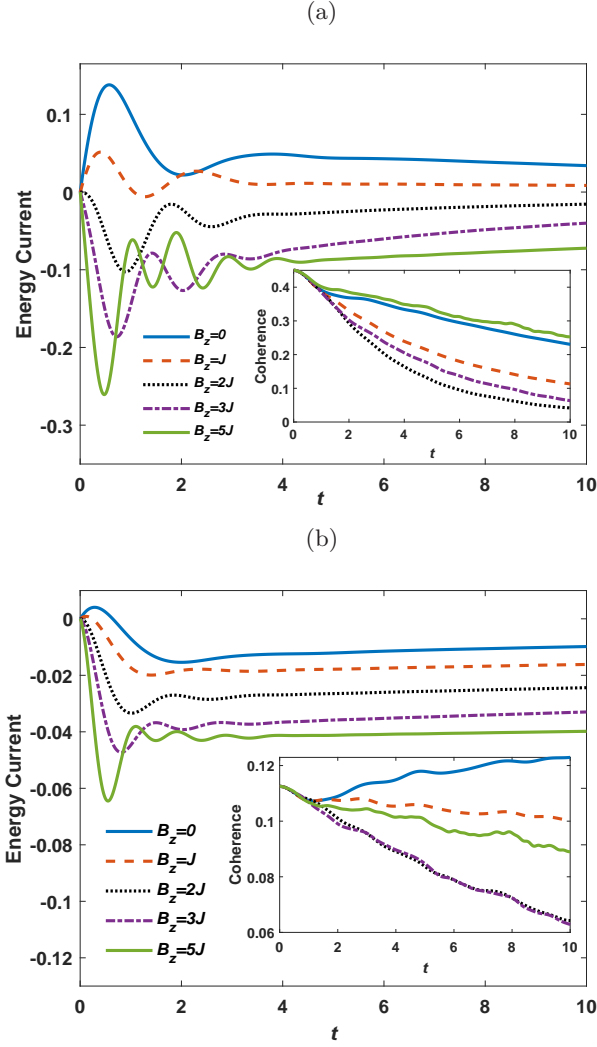 (a)
Energy Current
0.1
0
-0.1
-0.2
-0.3
0 2 4 6 8 10
t
B_z=0
B_z=J
B_z=2J
B_z=3J
B_z=5J
Coherence
0.4
0.3
0.2
0.1
0
0 2 4 6 8 10
t
(b)
Energy Current
0
-0.02
-0.04
-0.06
-0.08
-0.1
-0.12
0 2 4 6 8 10
t
B_z=0
B_z=J
B_z=2J
B_z=3J
B_z=5J
Coherence
0.12
0.1
0.08
0.06
0 2 4 6 8 10
t